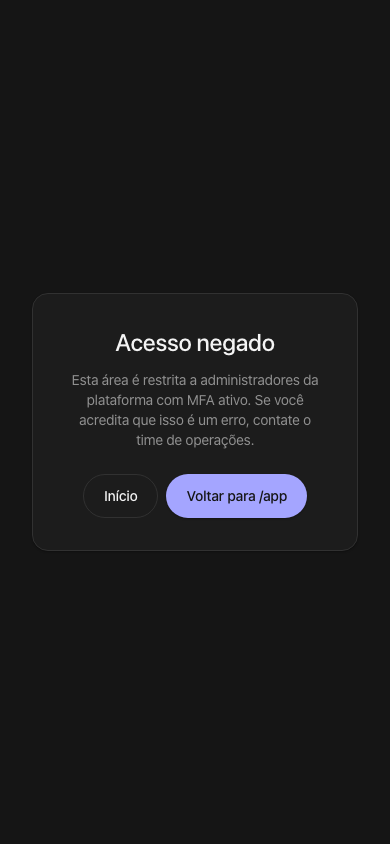 Acesso negado
Esta área é restrita a administradores da
plataforma com MFA ativo. Se você
acredita que isso é um erro, contate o
time de operações.
Início
Voltar para /app